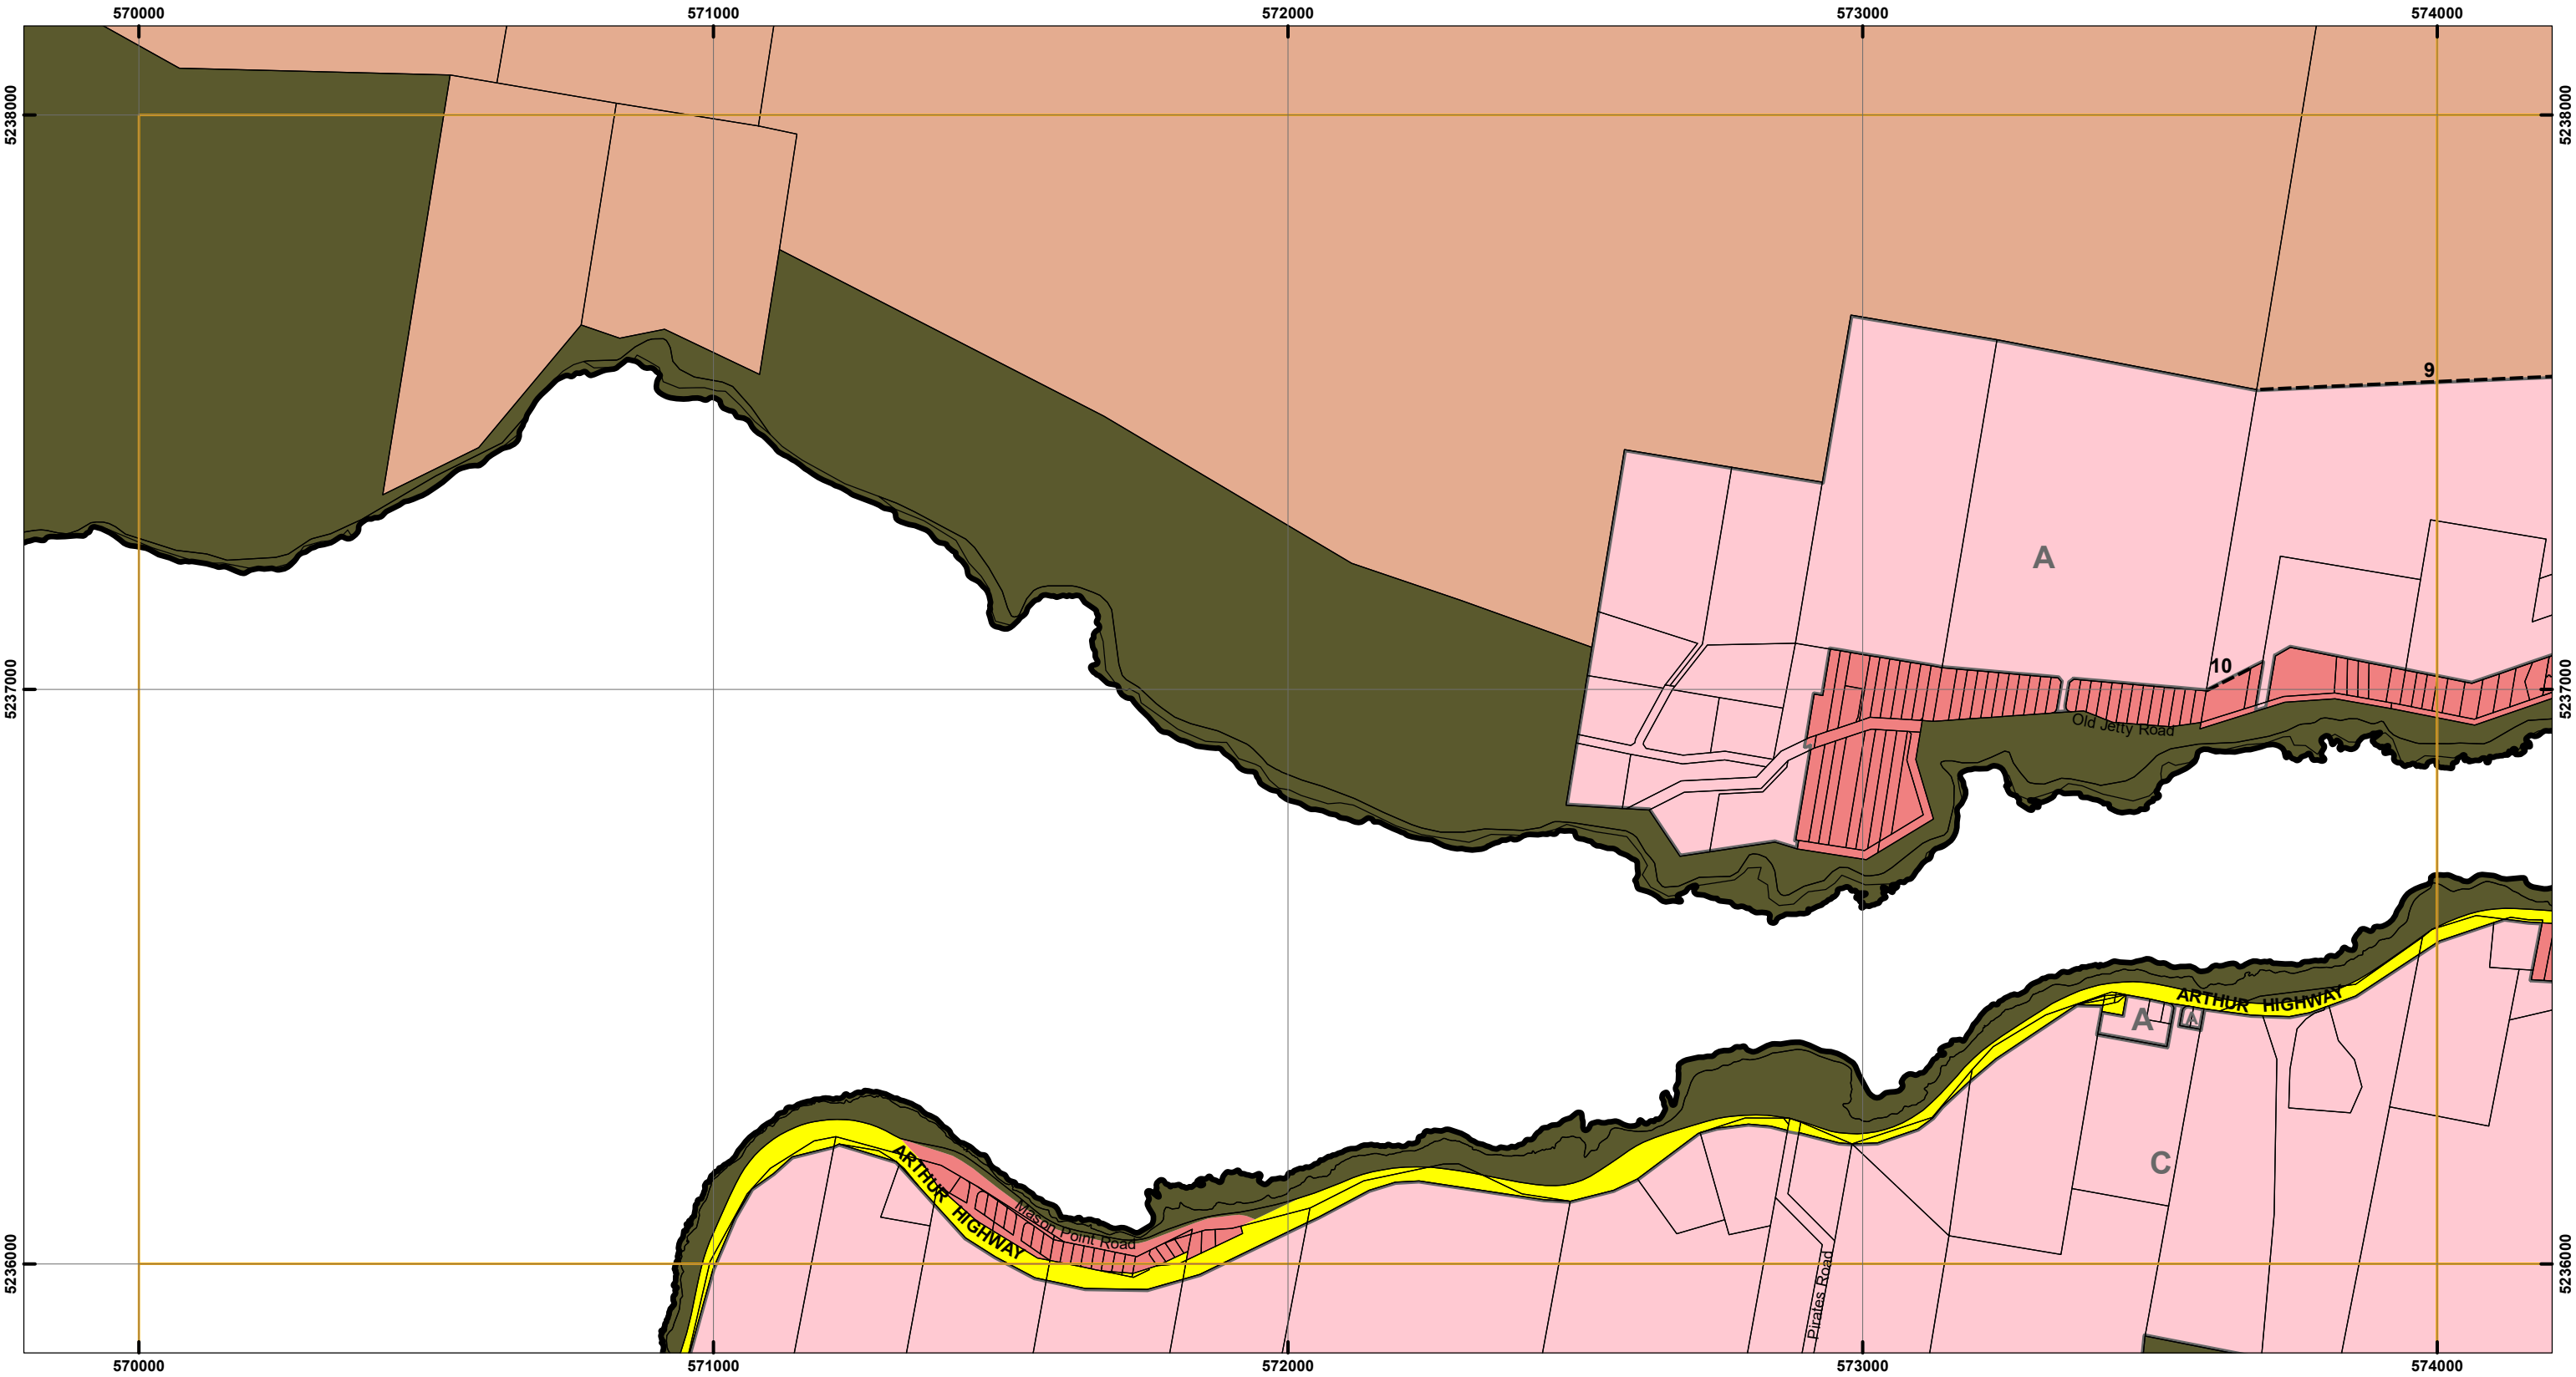 570000 571000 572000 573000 574000
5238000 5238000
9
A
10
5237000 5237000
Old Jetty Road
ARTHUR HIGHWAY
A A
C
ARTHUR HIGHWAY
Mason Point Road
Pirates Road
5236000 5236000
570000 571000 572000 573000 574000